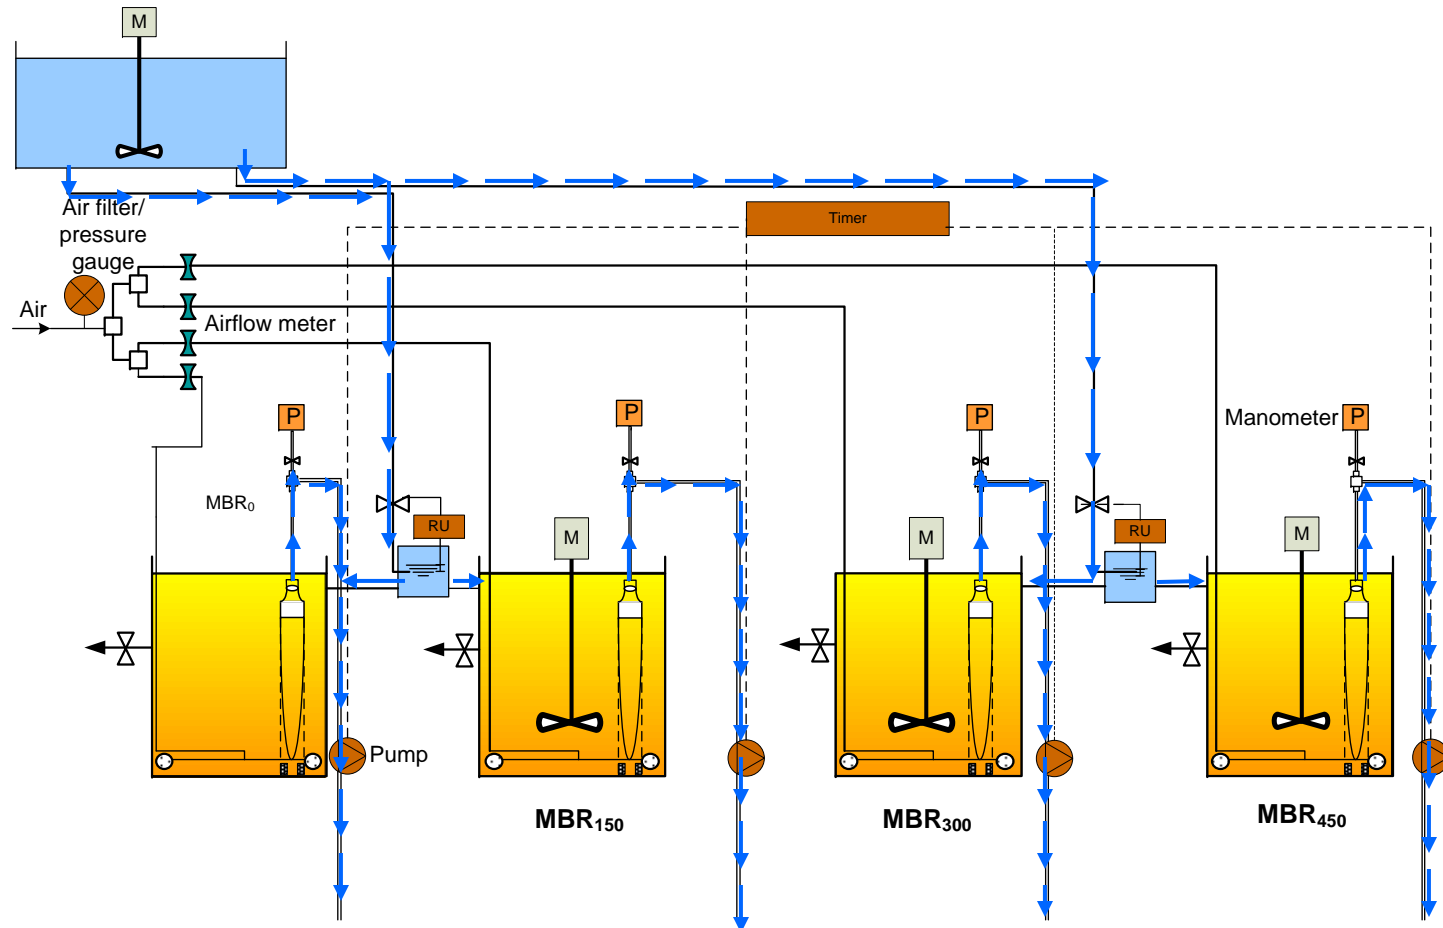 M
Air filter/
pressure
gauge
Timer
Air
Airflow meter
P
P
P
Manometer
P
MBR₀
RU
M
M
RU
M
Pump
MBR₁₅₀
MBR₃₀₀
MBR₄₅₀